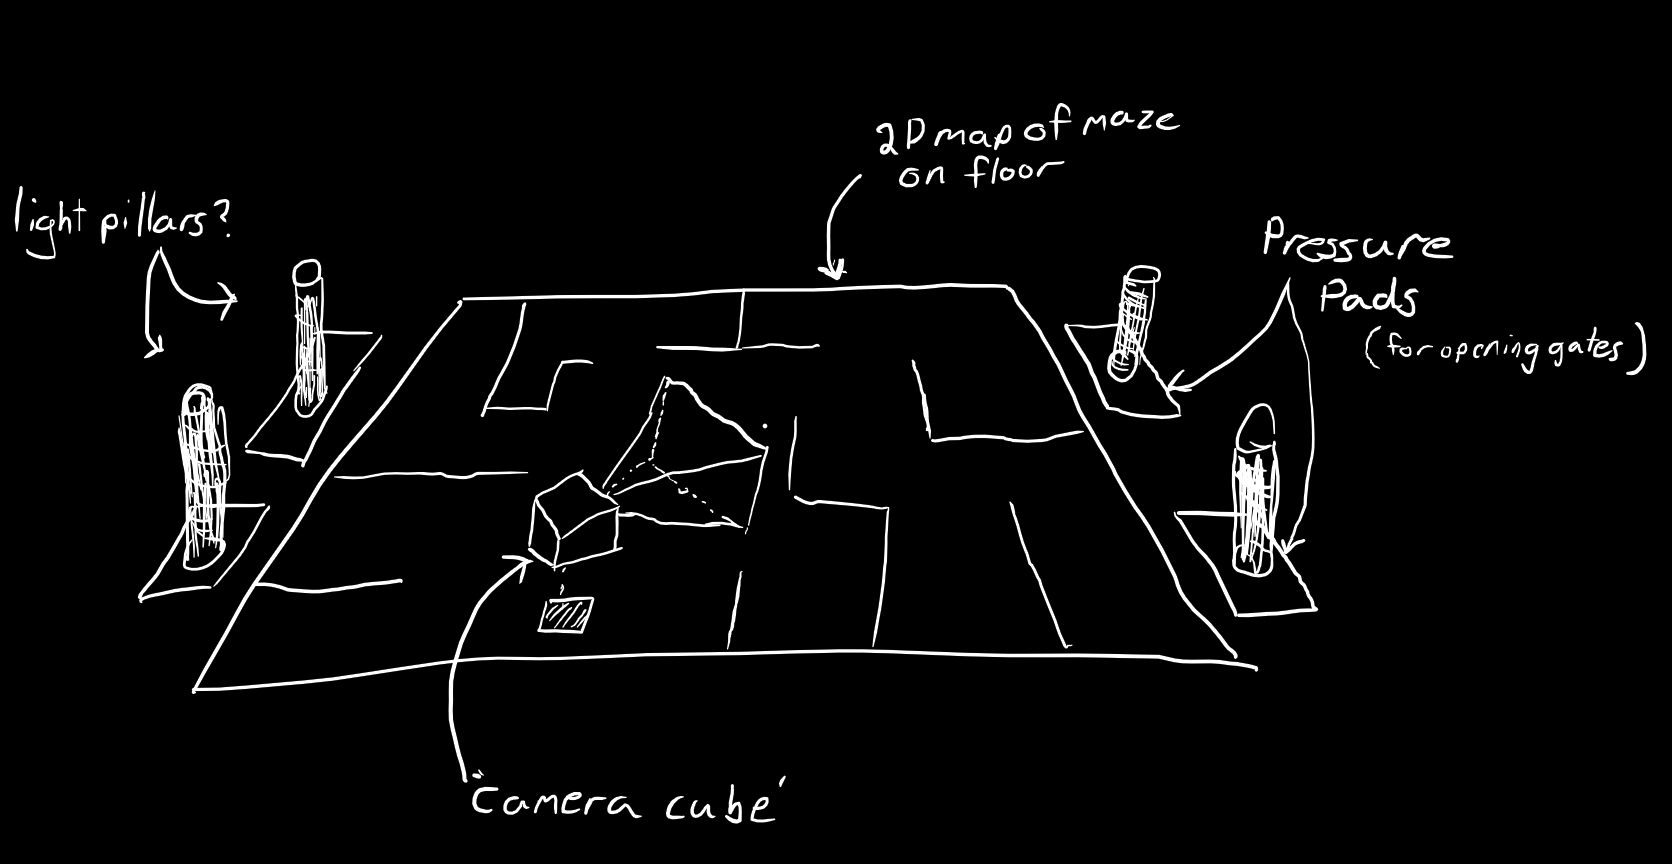 2D map of maze
on floor
light pillars?
Pressure
Pads
(for opening gates)
"camera cube'